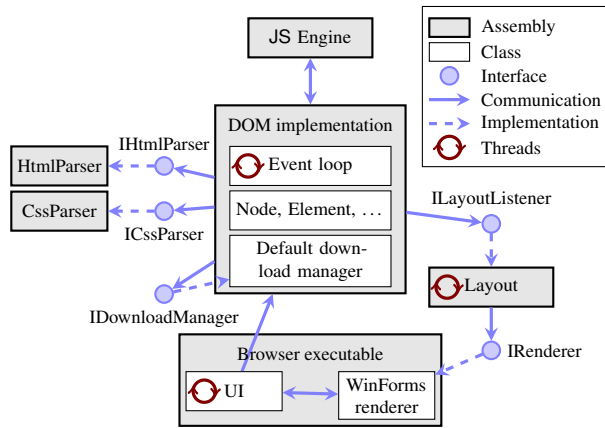 JS Engine
Assembly
Class
Interface
Communication
Implementation
Threads
DOM implementation
Event loop
Node, Element, ...
Default down-
load manager
IHtmlParser
HtmlParser
CssParser
ICssParser
IDownloadManager
ILayoutListener
Layout
IRenderer
Browser executable
UI
WinForms
renderer